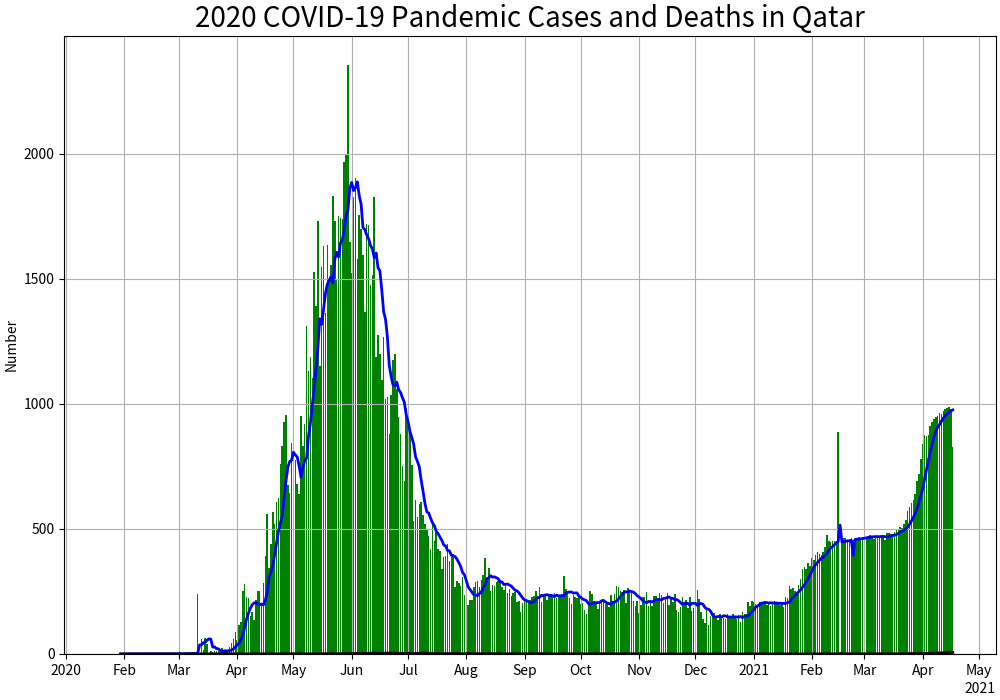 2020 COVID-19 Pandemic Cases and Deaths in Qatar
Number
2000
1500
1000
500
0
2020 Feb Mar Apr May Jun Jul Aug Sep Oct Nov Dec 2021 Feb Mar Apr May
2021